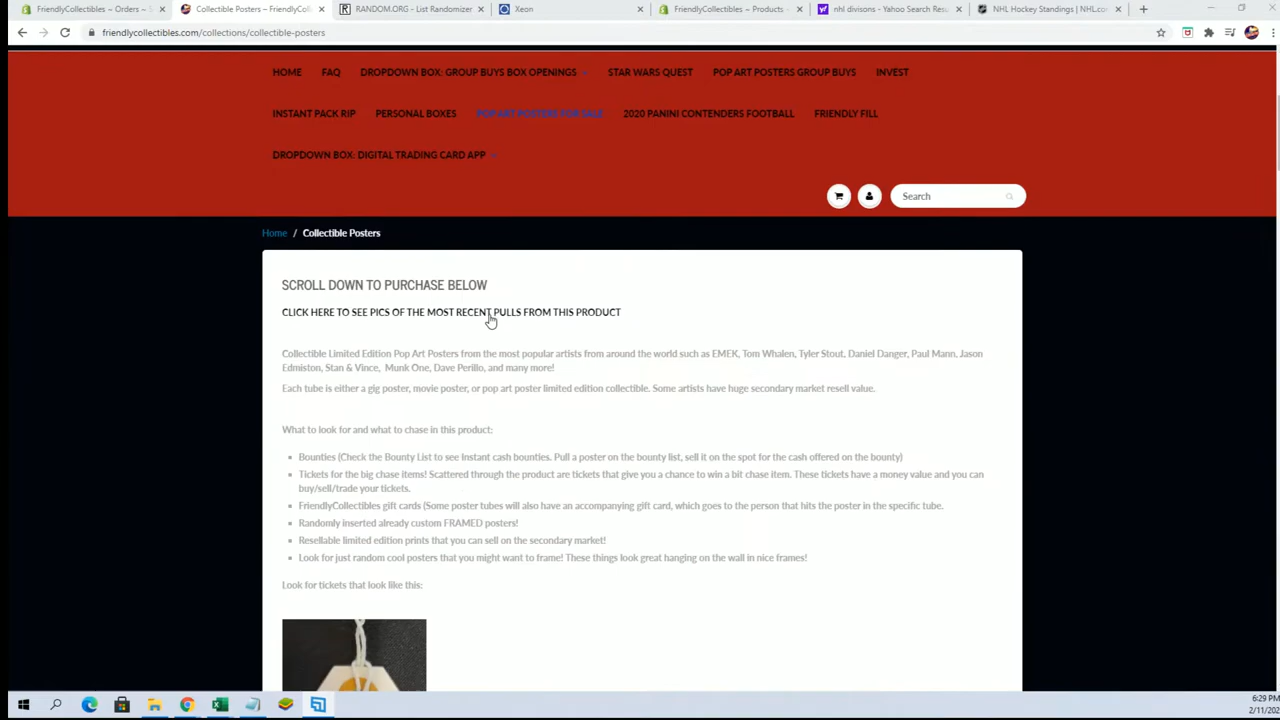 FriendlyCollectibles ~ Orders ~ S
Collectible Posters – FriendlyCol
RANDOM.ORG - List Randomizer
Xeon
FriendlyCollectibles ~ Products ~
nhl divisons - Yahoo Search Resu
NHL Hockey Standings | NHL.co
friendlycollectibles.com/collections/collectible-posters
HOME FAQ DROPDOWN BOX: GROUP BUYS BOX OPENINGS STAR WARS QUEST POP ART POSTERS GROUP BUYS INVEST
INSTANT PACK RIP PERSONAL BOXES POP ART POSTERS FOR SALE 2020 PANINI CONTENDERS FOOTBALL FRIENDLY FILL
DROPDOWN BOX: DIGITAL TRADING CARD APP
Search
Home / Collectible Posters
SCROLL DOWN TO PURCHASE BELOW
CLICK HERE TO SEE PICS OF THE MOST RECENT PULLS FROM THIS PRODUCT
Collectible Limited Edition Pop Art Posters from the most popular artists from around the world such as EMEK, Tom Whalen, Tyler Stout, Daniel Danger, Paul Mann, Jason
Edmiston, Stan & Vince, Munk One, Dave Perillo, and many more!
Each tube is either a gig poster, movie poster, or pop art poster limited edition collectible. Some artists have huge secondary market resell value.
What to look for and what to chase in this product:
Bounties (Check the Bounty List to see Instant cash bounties. Pull a poster on the bounty list, sell it on the spot for the cash offered on the bounty)
Tickets for the big chase items! Scattered through the product are tickets that give you a chance to win a bit chase item. These tickets have a money value and you can
buy/sell/trade your tickets.
FriendlyCollectibles gift cards (Some poster tubes will also have an accompanying gift card, which goes to the person that hits the poster in the specific tube.
Randomly inserted already custom FRAMED posters!
Resellable limited edition prints that you can sell on the secondary market!
Look for just random cool posters that you might want to frame! These things look great hanging on the wall in nice frames!
Look for tickets that look like this:
6:29 PM
2/11/202